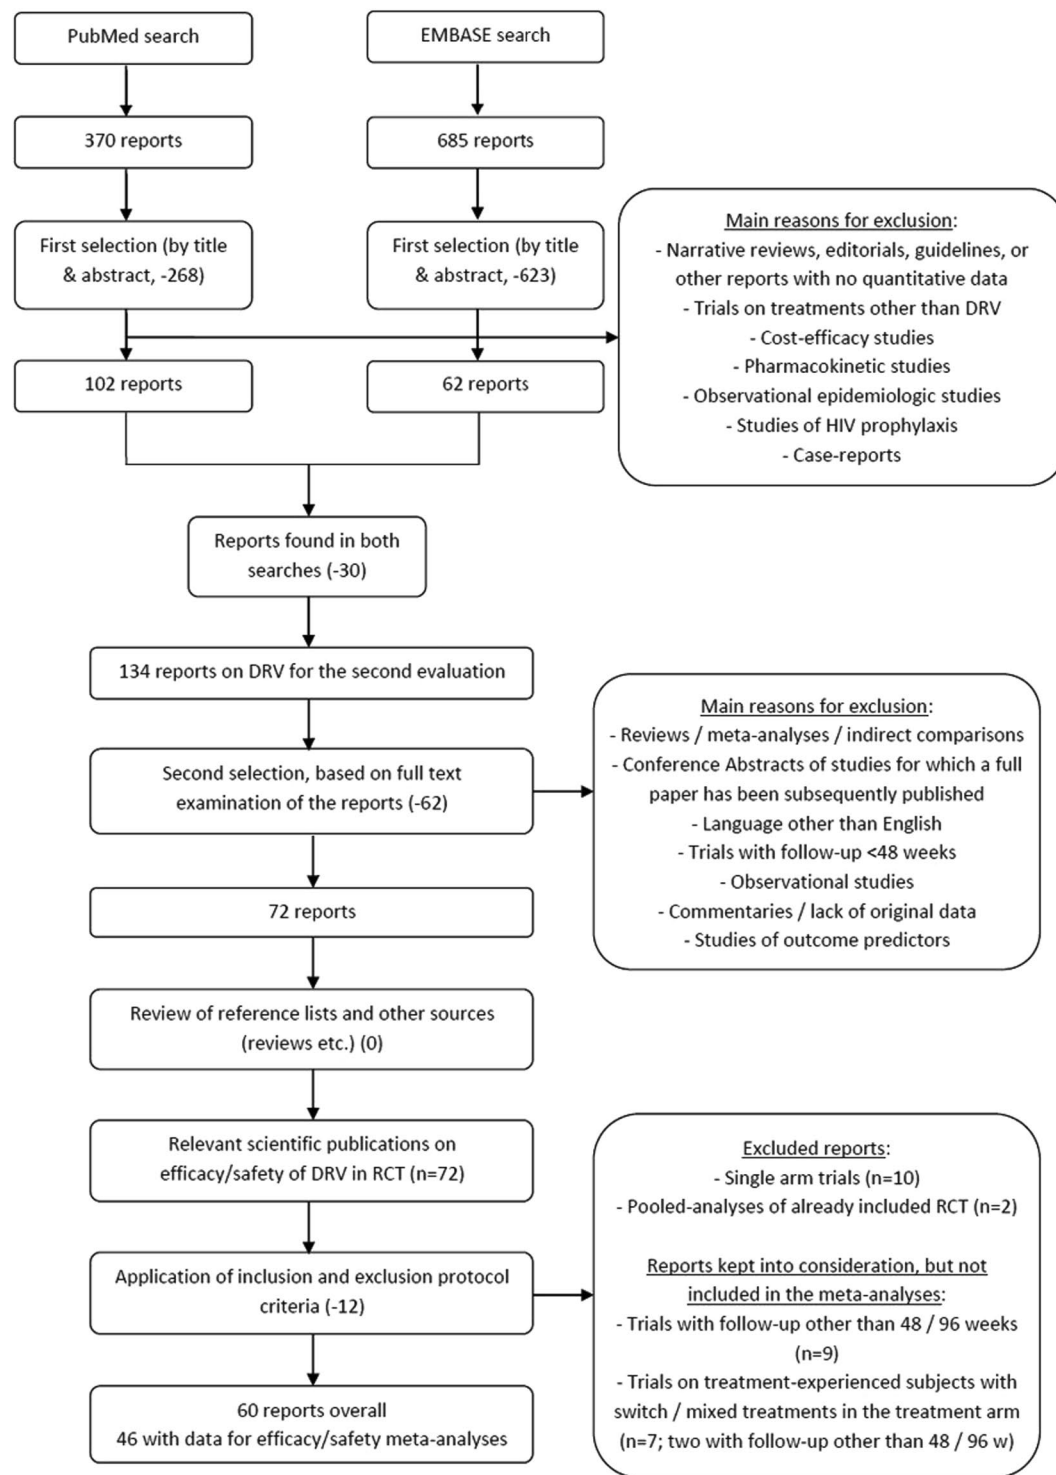 PubMed search
EMBASE search
370 reports
685 reports
First selection (by title
& abstract, -268)
First selection (by title
& abstract, -623)
Main reasons for exclusion:
- Narrative reviews, editorials, guidelines, or
other reports with no quantitative data
- Trials on treatments other than DRV
- Cost-efficacy studies
- Pharmacokinetic studies
- Observational epidemiologic studies
- Studies of HIV prophylaxis
- Case-reports
102 reports
62 reports
Reports found in both
searches (-30)
134 reports on DRV for the second evaluation
Second selection, based on full text
examination of the reports (-62)
Main reasons for exclusion:
- Reviews / meta-analyses / indirect comparisons
- Conference Abstracts of studies for which a full
paper has been subsequently published
- Language other than English
- Trials with follow-up <48 weeks
- Observational studies
- Commentaries / lack of original data
- Studies of outcome predictors
72 reports
Review of reference lists and other sources
(reviews etc.) (0)
Relevant scientific publications on
efficacy/safety of DRV in RCT (n=72)
Application of inclusion and exclusion protocol
criteria (-12)
Excluded reports:
- Single arm trials (n=10)
- Pooled-analyses of already included RCT (n=2)
Reports kept into consideration, but not
included in the meta-analyses:
- Trials with follow-up other than 48 / 96 weeks
(n=9)
- Trials on treatment-experienced subjects with
switch / mixed treatments in the treatment arm
(n=7; two with follow-up other than 48 / 96 w)
60 reports overall
46 with data for efficacy/safety meta-analyses